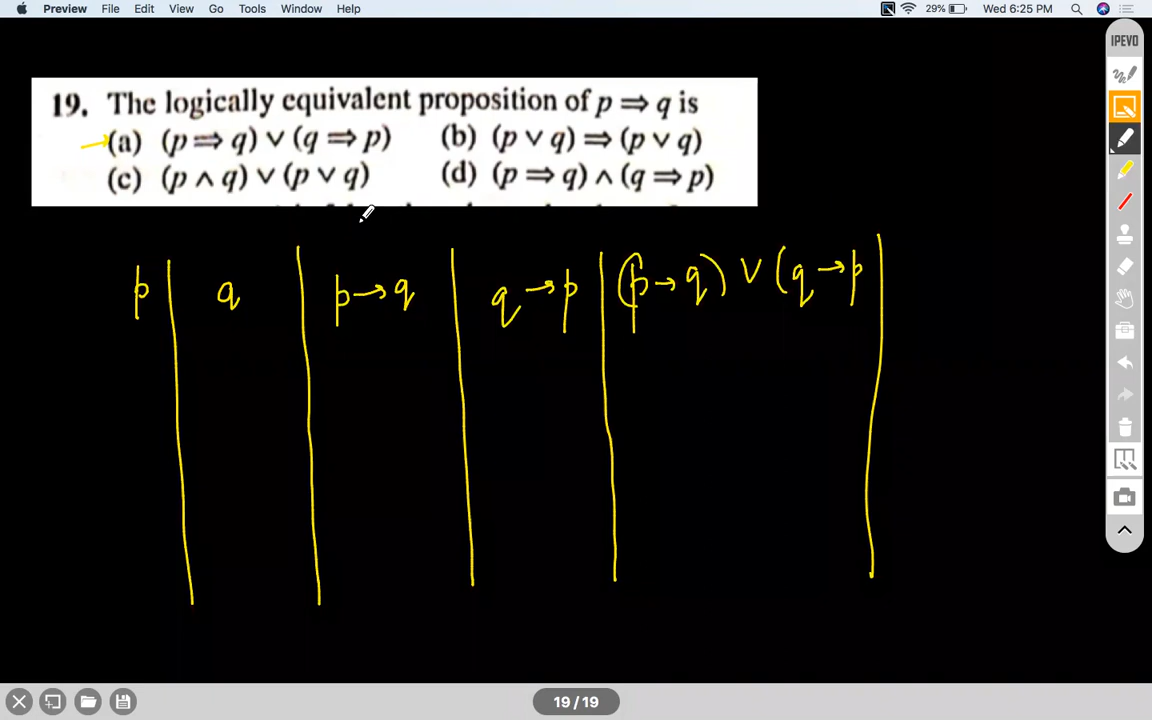 Preview File Edit View Go Tools Window Help 29% Wed 6:25 PM
IPEVO
19. The logically equivalent proposition of p ⇒ q is
(a) (p ⇒ q) ∨ (q ⇒ p) (b) (p ∨ q) ⇒ (p ∨ q)
(c) (p ∧ q) ∨ (p ∨ q) (d) (p ⇒ q) ∧ (q ⇒ p)
p q p → q q → p (p → q) ∨ (q → p
19 / 19